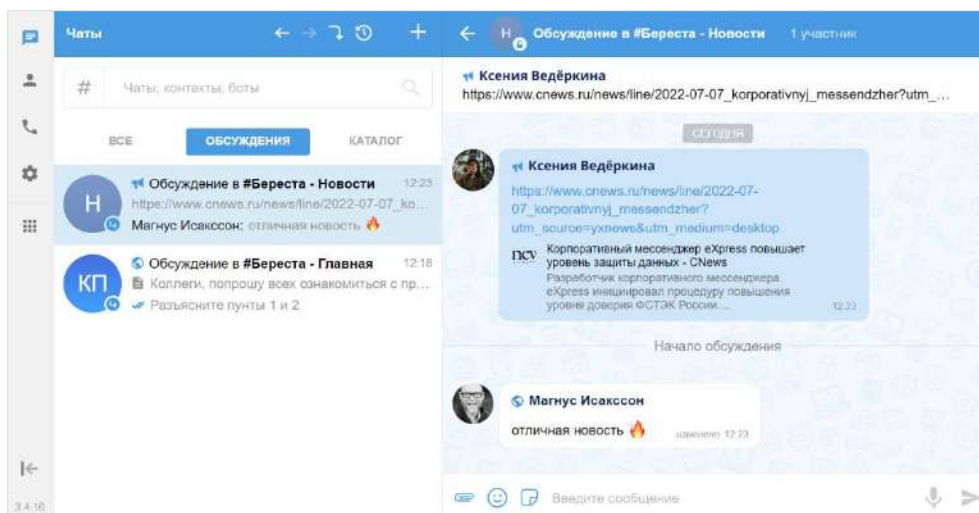 Чаты
#
Чаты, контакты, боты
ВСЕ
ОБСУЖДЕНИЯ
КАТАЛОГ
Н
Обсуждение в #Береста - Новости
12:23
https://www.cnews.ru/news/line/2022-07-07_ko...
Магнус Исакссон: отличная новость 🔥
КП
Обсуждение в #Береста - Главная
12:18
Коллеги, попрошу всех ознакомиться с пр...
Разъясните пунты 1 и 2
3.4.16
Н
Обсуждение в #Береста - Новости
1 участник
Ксения Ведёркина
https://www.cnews.ru/news/line/2022-07-07_korporativnyj_messendzher?utm_...
СЕГОДНЯ
Ксения Ведёркина
https://www.cnews.ru/news/line/2022-07-
07_korporativnyj_messendzher?
utm_source=yxnews&utm_medium=desktop
Корпоративный мессенджер eXpress повышает
уровень защиты данных - CNews
Разработчик корпоративного мессенджера
eXpress инициировал процедуру повышения
уровня доверия ФСТЭК России....
12:23
Начало обсуждения
Магнус Исакссон
отличная новость 🔥
изменено 12:23
Введите сообщение